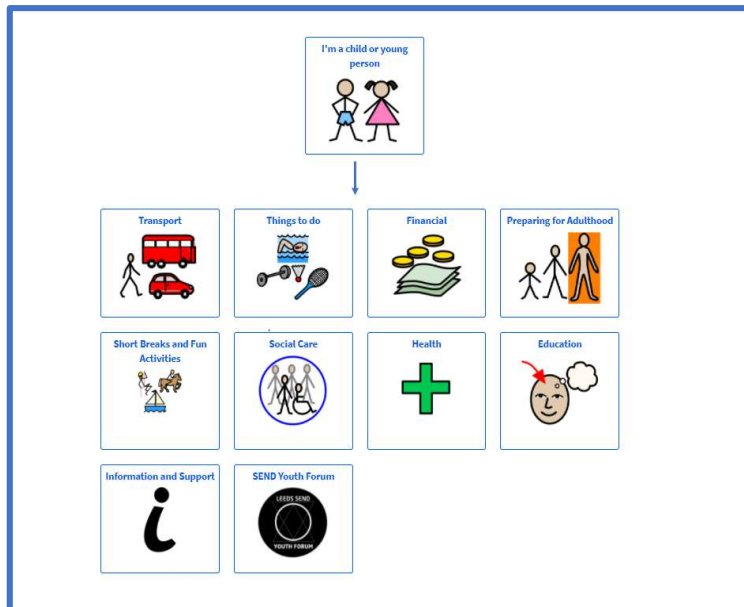 I'm a child or young
person
Transport
Things to do
Financial
Preparing for Adulthood
Short Breaks and Fun
Activities
Social Care
Health
Education
Information and Support
SEND Youth Forum
LEEDS SEND
YOUTH FORUM